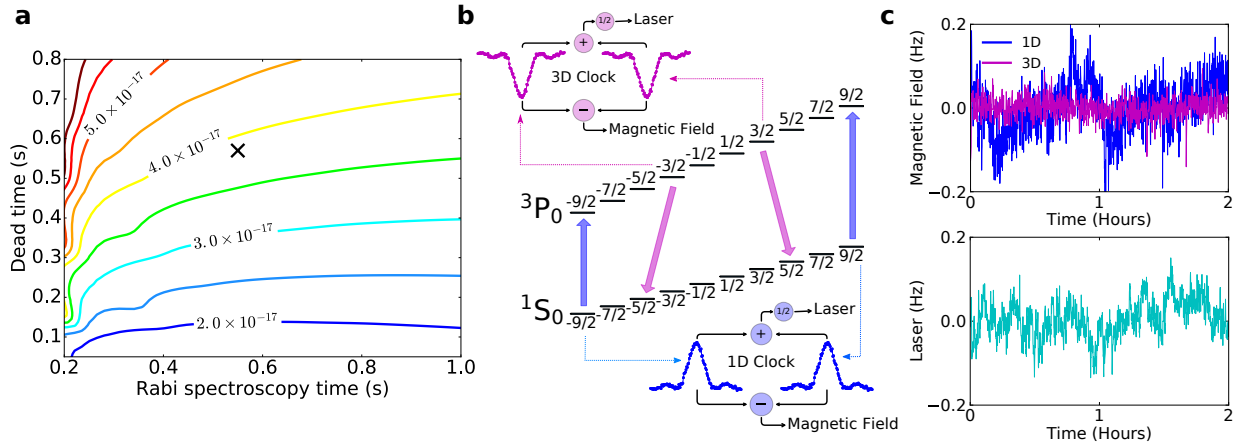 a
0.8
0.7
0.6
0.5
0.4
0.3
0.2
0.1
Dead time (s)
5.0 × 10⁻¹⁷
4.0 × 10⁻¹⁷
3.0 × 10⁻¹⁷
2.0 × 10⁻¹⁷
0.2 0.4 0.6 0.8 1.0
Rabi spectroscopy time (s)
b
1/2 Laser
+
3D Clock
−
Magnetic Field
³P₀
-9/2 -7/2 -5/2 -3/2 -1/2 1/2 3/2 5/2 7/2 9/2
¹S₀
-9/2 -7/2 -5/2 -3/2 -1/2 1/2 3/2 5/2 7/2 9/2
1/2 Laser
+
1D Clock
−
Magnetic Field
c
0.2
0.0
−0.2
Magnetic Field (Hz)
1D
3D
0 1 2
Time (Hours)
0.2
0.0
−0.2
Laser (Hz)
0 1 2
Time (Hours)